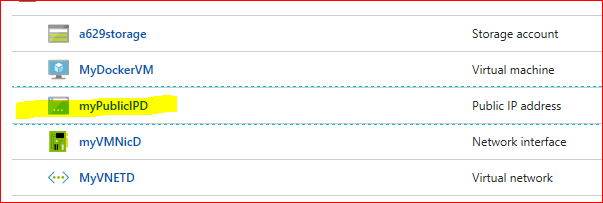 a629storage Storage account
MyDockerVM Virtual machine
myPublicIPD Public IP address
myVMNicD Network interface
MyVNETD Virtual network